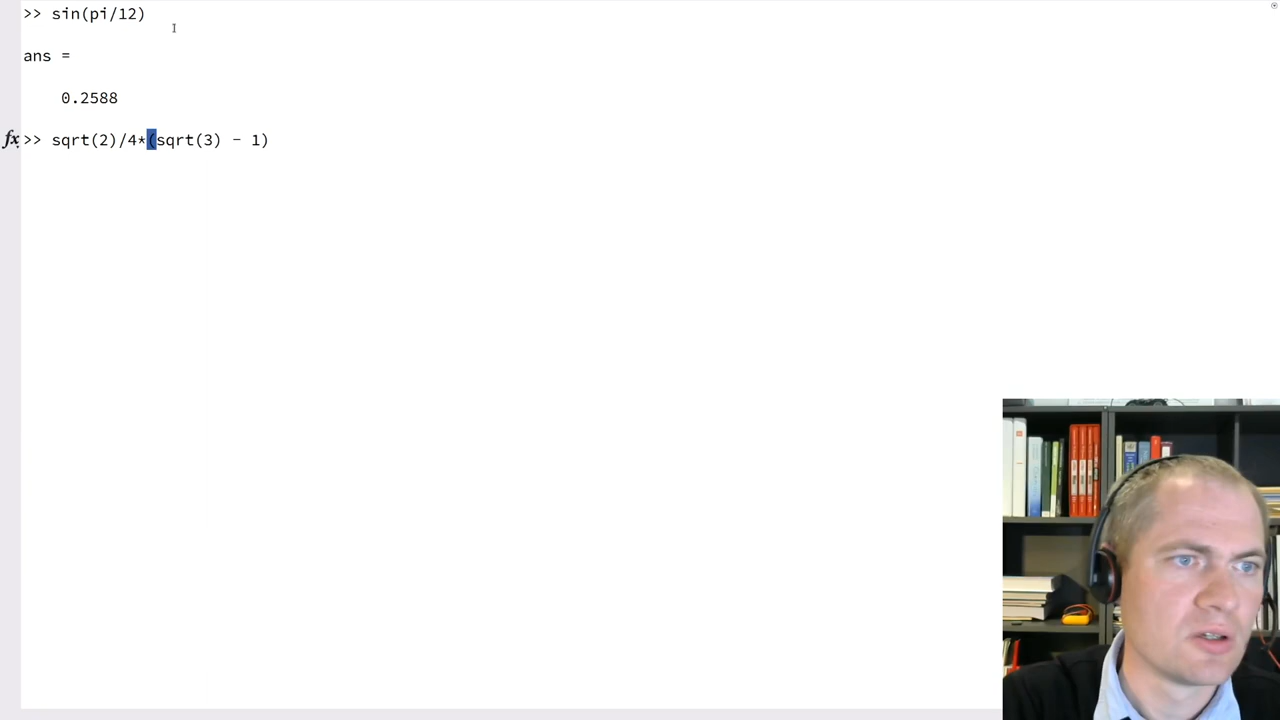 >> sin(pi/12)
ans =
0.2588
fx >> sqrt(2)/4*(sqrt(3) - 1)